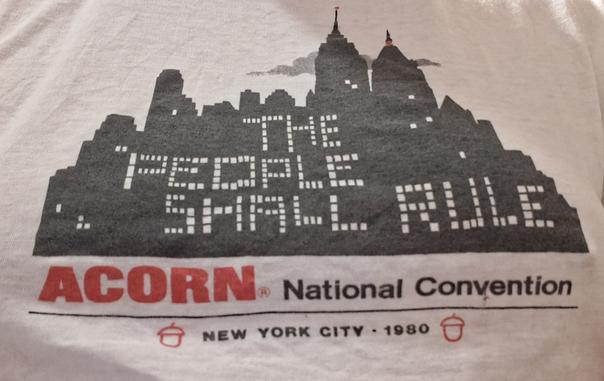 THE
PEOPLE
SHALL RULE
ACORN® National Convention
NEW YORK CITY · 1980